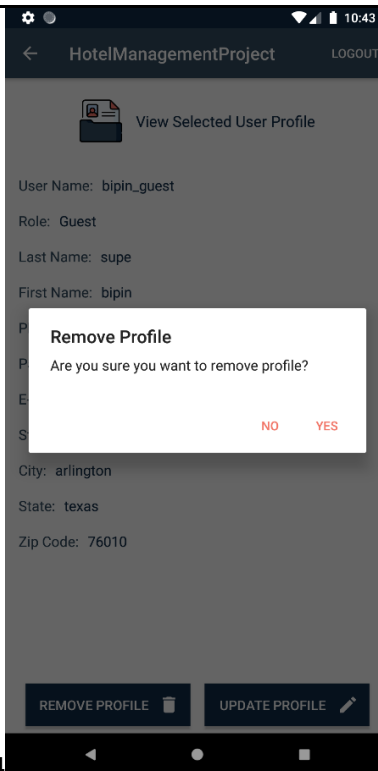 10:43
HotelManagementProject LOGOUT
View Selected User Profile
User Name: bipin_guest
Role: Guest
Last Name: supe
First Name: bipin
Remove Profile
Are you sure you want to remove profile?
NO YES
City: arlington
State: texas
Zip Code: 76010
REMOVE PROFILE UPDATE PROFILE